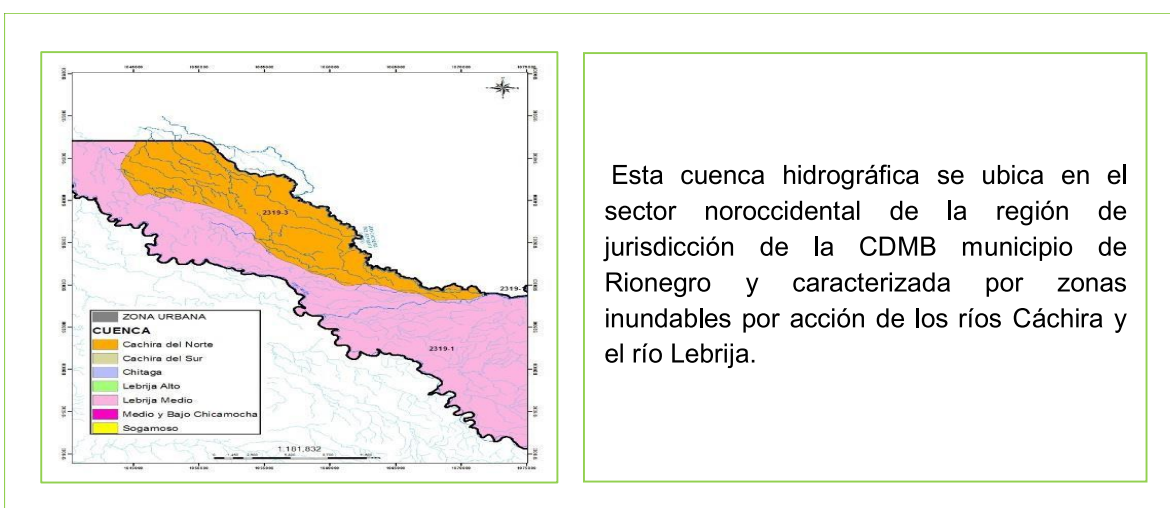 2319-3
2319-1
2319-1
ZONA URBANA
CUENCA
Cachira del Norte
Cachira del Sur
Chitaga
Lebrija Alto
Lebrija Medio
Medio y Bajo Chicamocha
Sogamoso
1:181,832
Esta cuenca hidrográfica se ubica en el
sector noroccidental de la región de
jurisdicción de la CDMB municipio de
Rionegro y caracterizada por zonas
inundables por acción de los ríos Cáchira y
el río Lebrija.